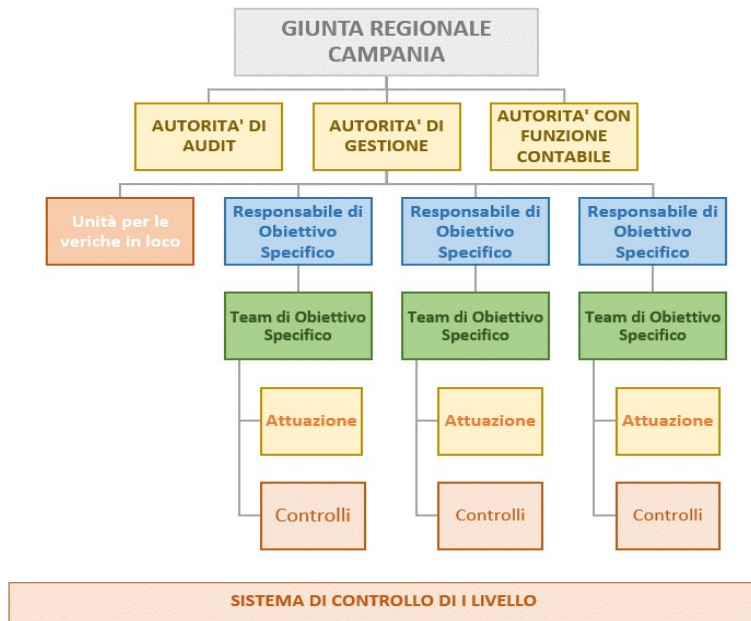 GIUNTA REGIONALE
CAMPANIA
AUTORITA' DI
AUDIT
AUTORITA' DI
GESTIONE
AUTORITA' CON
FUNZIONE
CONTABILE
Unità per le
veriche in loco
Responsabile di
Obiettivo
Specifico
Responsabile di
Obiettivo
Specifico
Responsabile di
Obiettivo
Specifico
Team di Obiettivo
Specifico
Team di Obiettivo
Specifico
Team di Obiettivo
Specifico
Attuazione
Attuazione
Attuazione
Controlli
Controlli
Controlli
SISTEMA DI CONTROLLO DI I LIVELLO